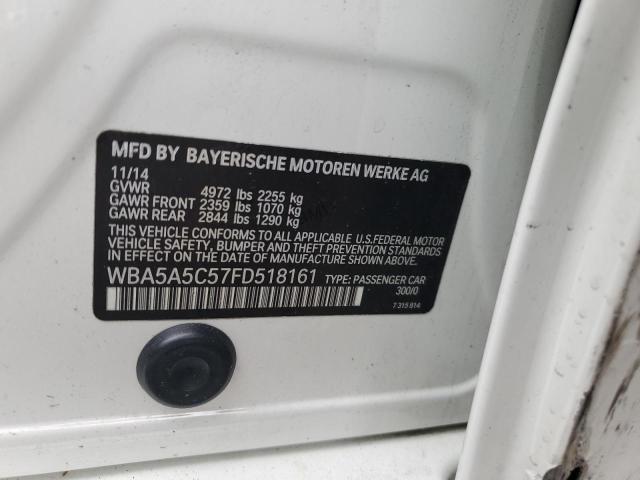 MFD BY BAYERISCHE MOTOREN WERKE AG
11/14
GVWR 4972 lbs 2255 kg
GAWR FRONT 2359 lbs 1070 kg
GAWR REAR 2844 lbs 1290 kg
THIS VEHICLE CONFORMS TO ALL APPLICABLE U.S.FEDERAL MOTOR
VEHICLE SAFETY, BUMPER AND THEFT PREVENTION STANDARDS
IN EFFECT ON THE DATE OF MANUFACTURE SHOWN ABOVE.
WBA5A5C57FD518161 TYPE: PASSENGER CAR
300/0
7 315 814